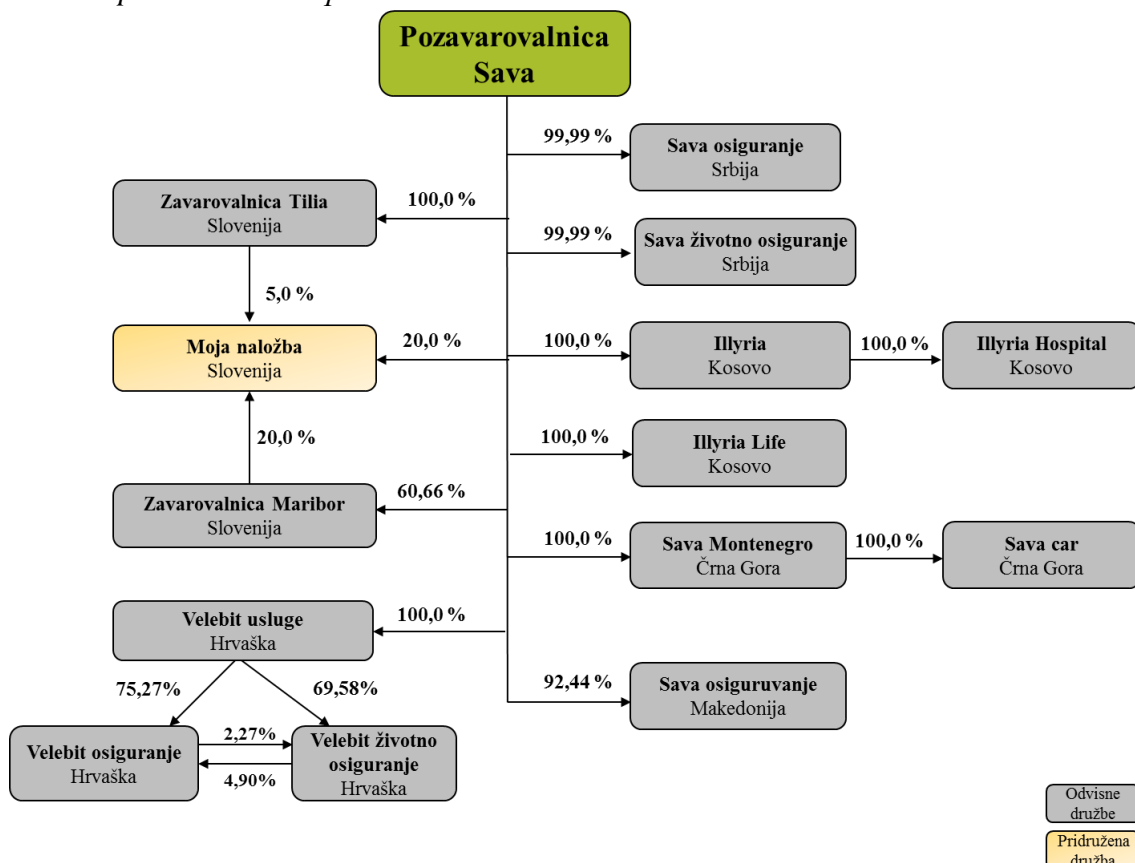 Pozavarovalnica
Sava
99,99 %
Sava osiguranje
Srbija
Zavarovalnica Tilia
Slovenija
100,0 %
99,99 %
Sava životno osiguranje
Srbija
5,0 %
Moja naložba
Slovenija
20,0 %
100,0 %
Illyria
Kosovo
100,0 %
Illyria Hospital
Kosovo
20,0 %
100,0 %
Illyria Life
Kosovo
Zavarovalnica Maribor
Slovenija
60,66 %
100,0 %
Sava Montenegro
Črna Gora
100,0 %
Sava car
Črna Gora
Velebit usluge
Hrvaška
100,0 %
75,27%
69,58%
92,44 %
Sava osiguruvanje
Makedonija
Velebit osiguranje
Hrvaška
2,27%
4,90%
Velebit životno
osiguranje
Hrvaška
Odvisne
družbe
Pridružena
družba